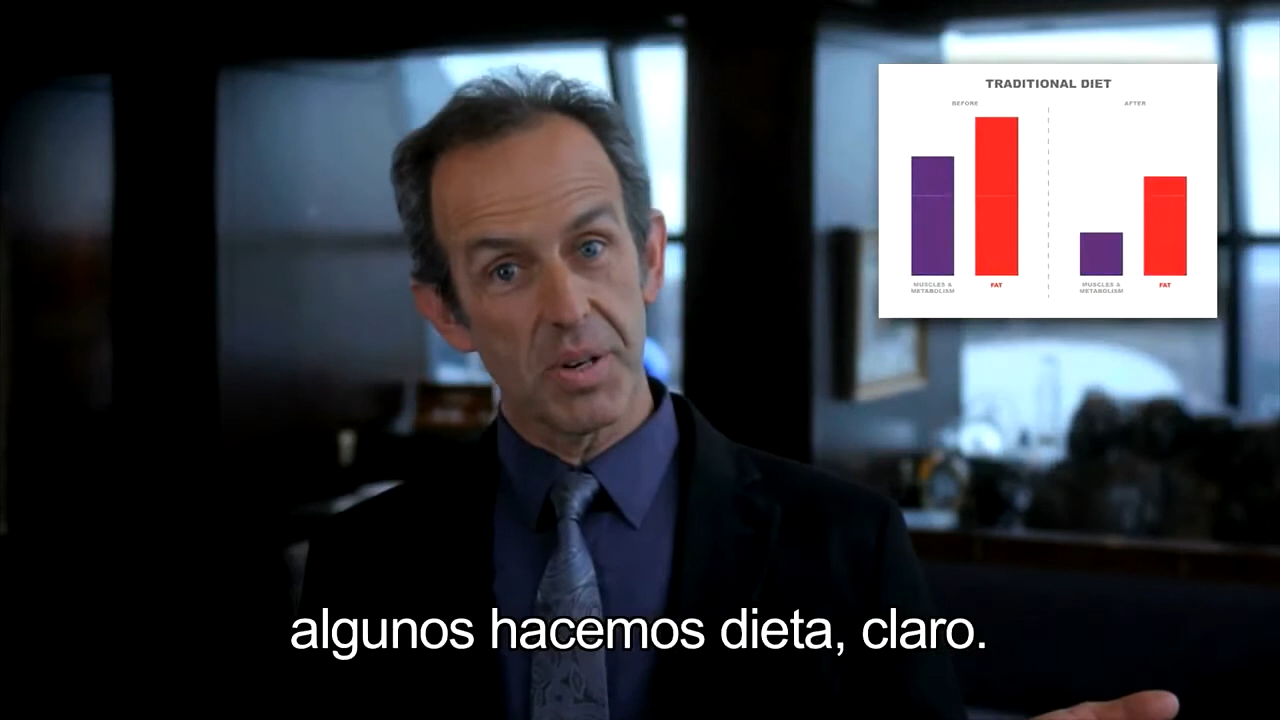 TRADITIONAL DIET
BEFORE
AFTER
MUSCLES &
METABOLISM
FAT
MUSCLES &
METABOLISM
FAT
algunos hacemos dieta, claro.